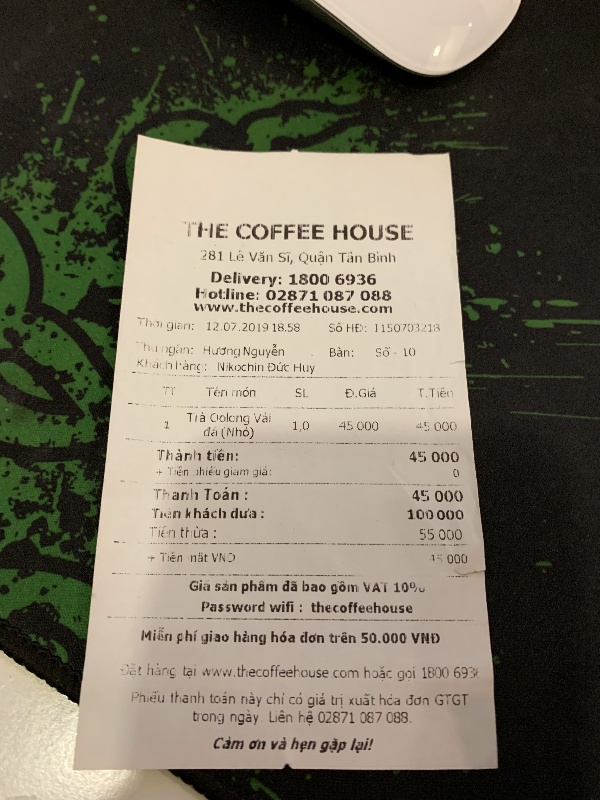 THE COFFEE HOUSE
281 Lê Văn Sĩ, Quận Tân Bình
Delivery: 1800 6936
Hotline: 02871 087 088
www.thecoffeehouse.com
Thời gian: 12.07.2019 18.58 Số HĐ: 1150703218
Thu ngân: Hương Nguyễn Bàn: Số - 10
Khách hàng: Nikochin Đức Huy
TT Tên món SL Đ.Giá T.Tiền
1 Trà Oolong Vải 1,0 45 000 45 000
đá (Nhỏ)
Thành tiền: 45 000
+ Tiền phiếu giảm giá: 0
Thanh Toán : 45 000
Tiền khách đưa : 100 000
Tiền thừa : 55 000
+ Tiền mặt VND 45 000
Giá sản phẩm đã bao gồm VAT 10%
Password wifi : thecoffeehouse
Miễn phí giao hàng hóa đơn trên 50.000 VNĐ
Đặt hàng tại www.thecoffeehouse.com hoặc gọi 1800 6936
Phiếu thanh toán này chỉ có giá trị xuất hóa đơn GTGT
trong ngày. Liên hệ 02871 087 088.
Cảm ơn và hẹn gặp lại!